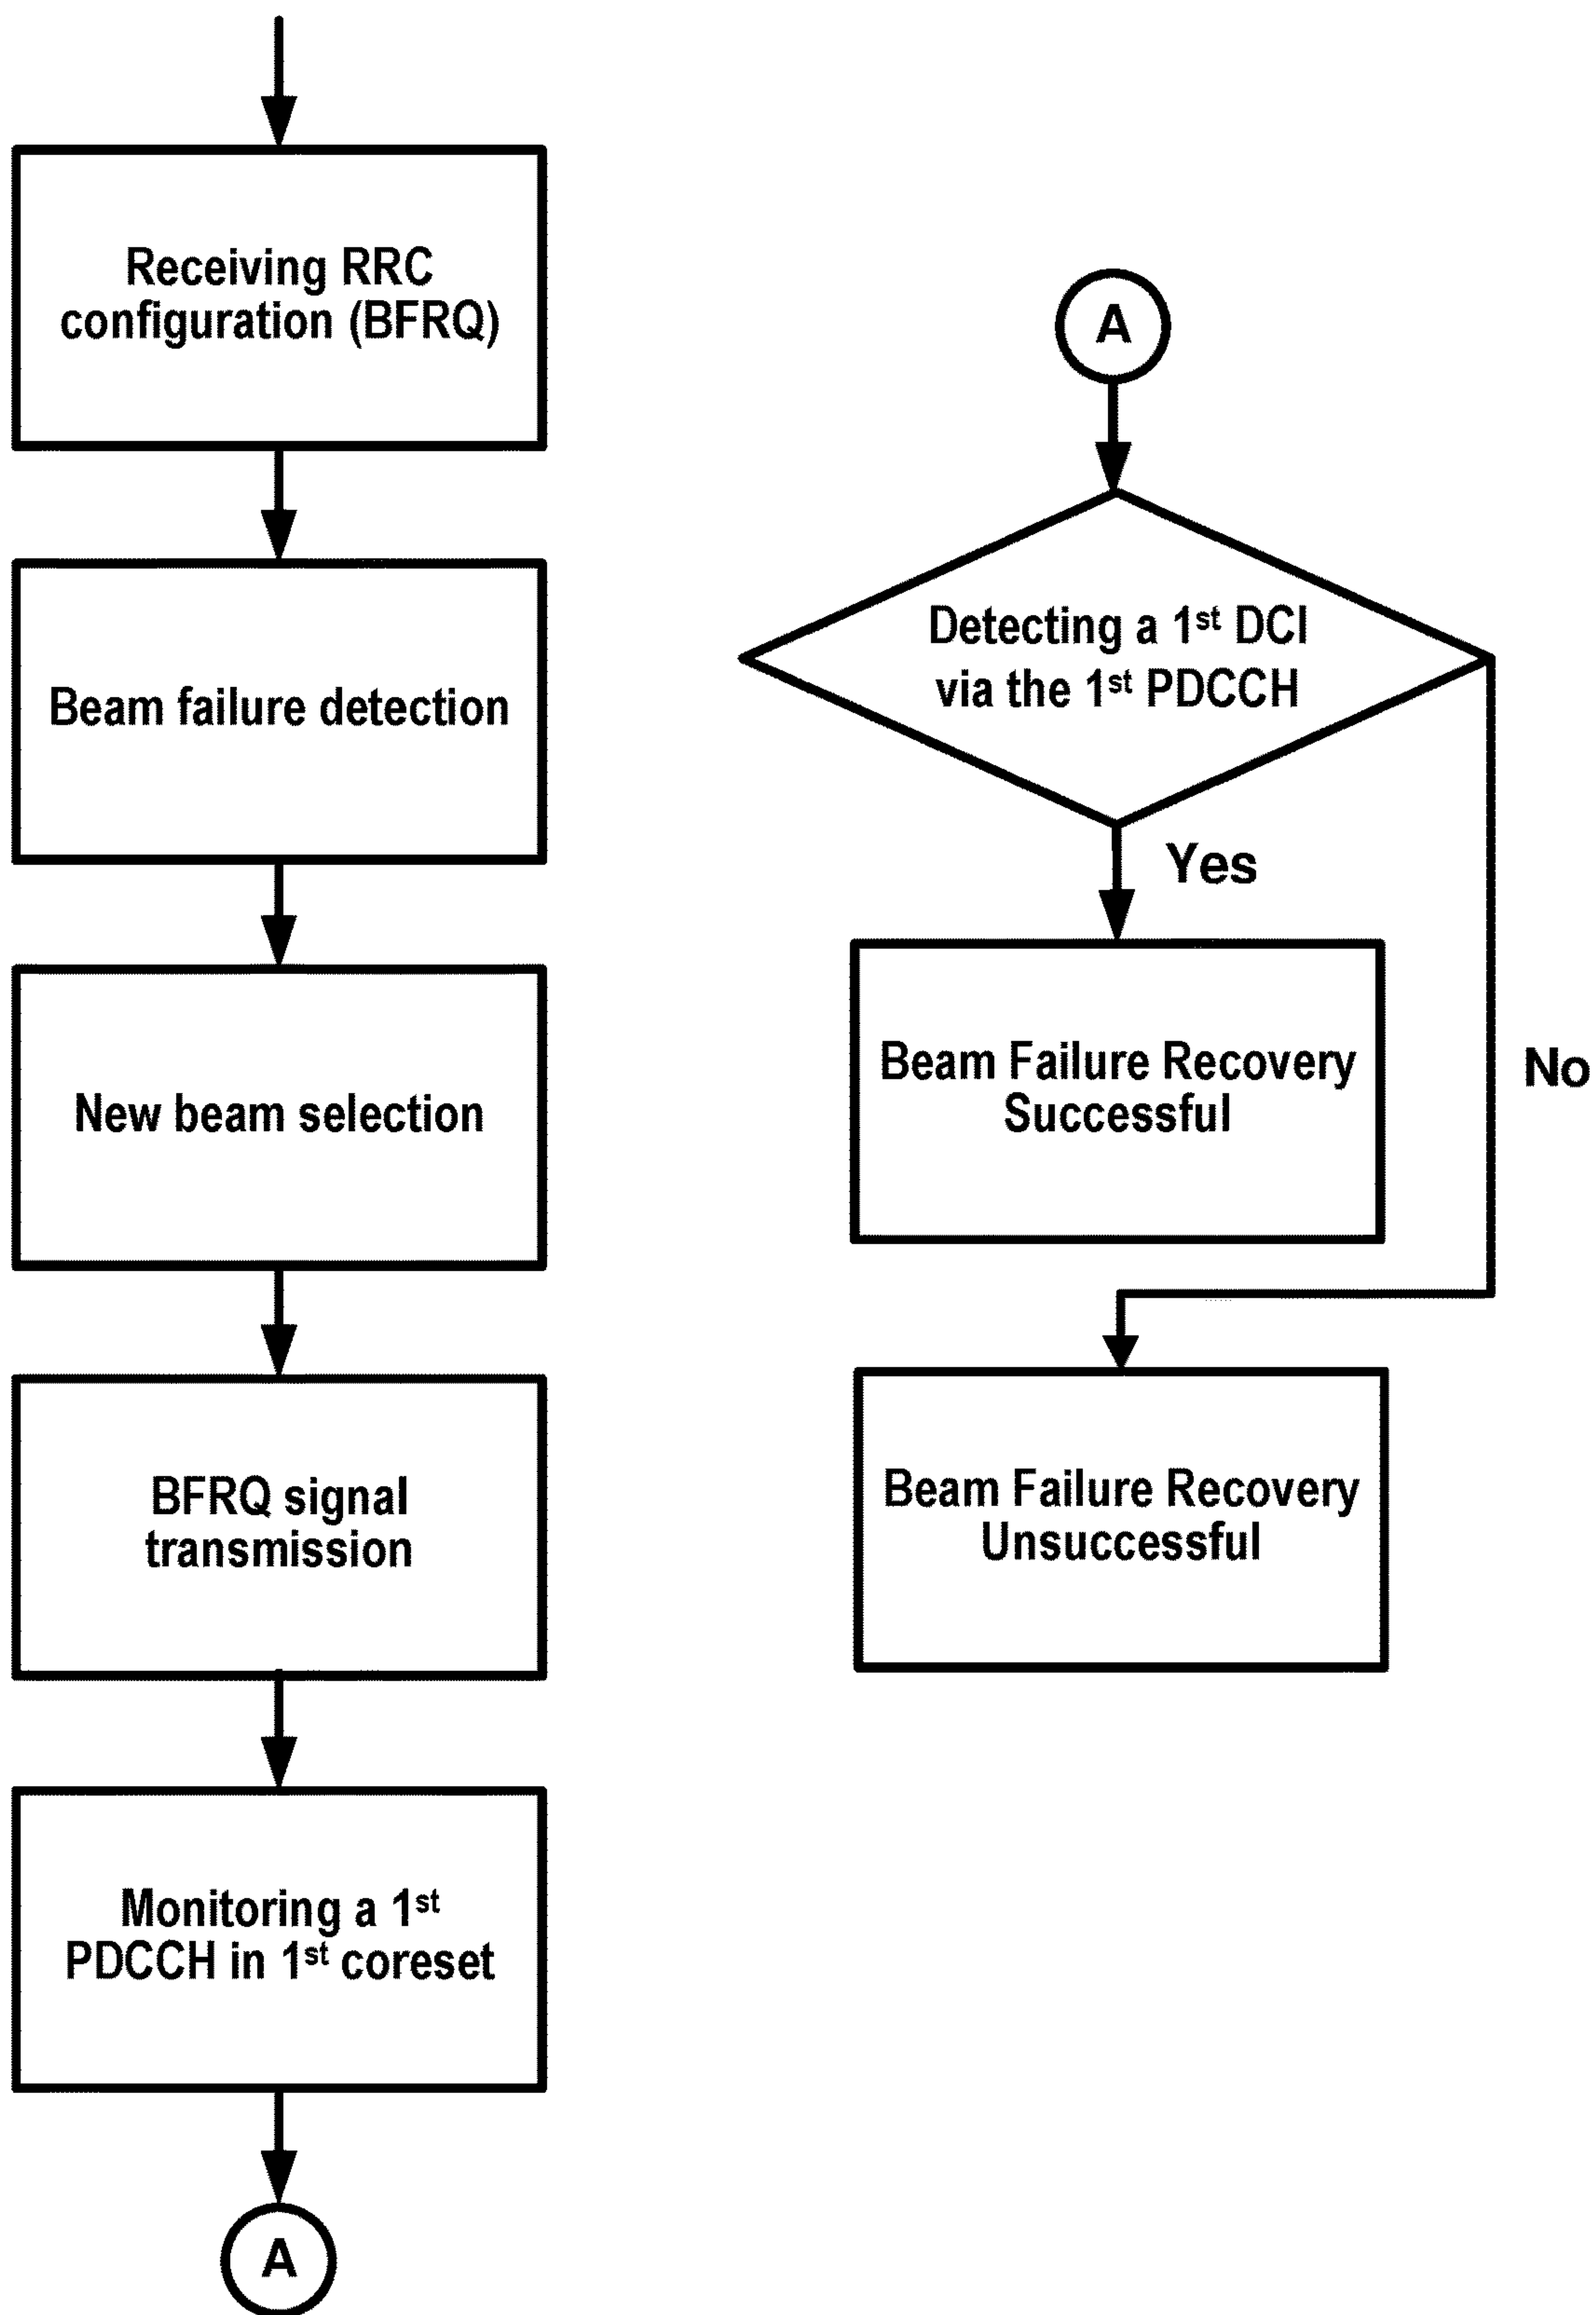 Receiving RRC
configuration (BFRQ)
Beam failure detection
New beam selection
BFRQ signal
transmission
Monitoring a 1st
PDCCH in 1st coreset
A
A
Detecting a 1st DCI
via the 1st PDCCH
Yes
Beam Failure Recovery
Successful
No
Beam Failure Recovery
Unsuccessful